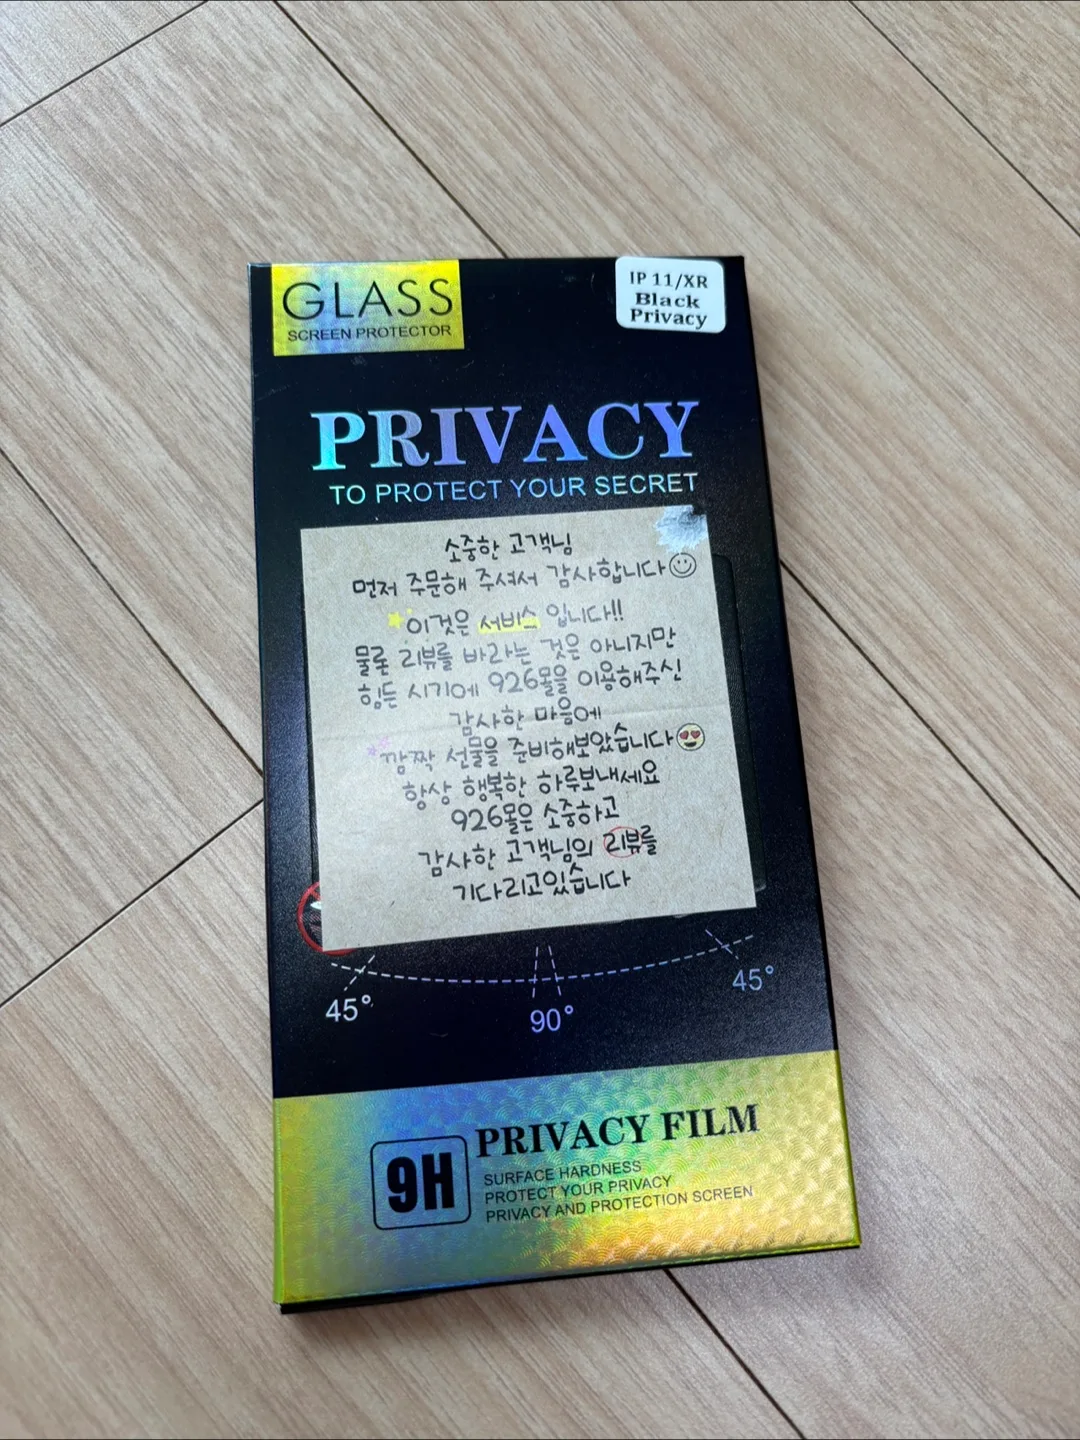 GLASS
SCREEN PROTECTOR
IP 11/XR
Black
Privacy
PRIVACY
TO PROTECT YOUR SECRET
소중한 고객님
먼저 주문해 주셔서 감사합니다
이것은 서비스 입니다!!
물론 리뷰를 바라는 것은 아니지만
힘든 시기에 926몰을 이용해주신
감사한 마음에
깜짝 선물을 준비해보았습니다
항상 행복한 하루보내세요
926몰은 소중하고
감사한 고객님의 리뷰를
기다리고있습니다
45°
90°
45°
9H
PRIVACY FILM
SURFACE HARDNESS
PROTECT YOUR PRIVACY
PRIVACY AND PROTECTION SCREEN